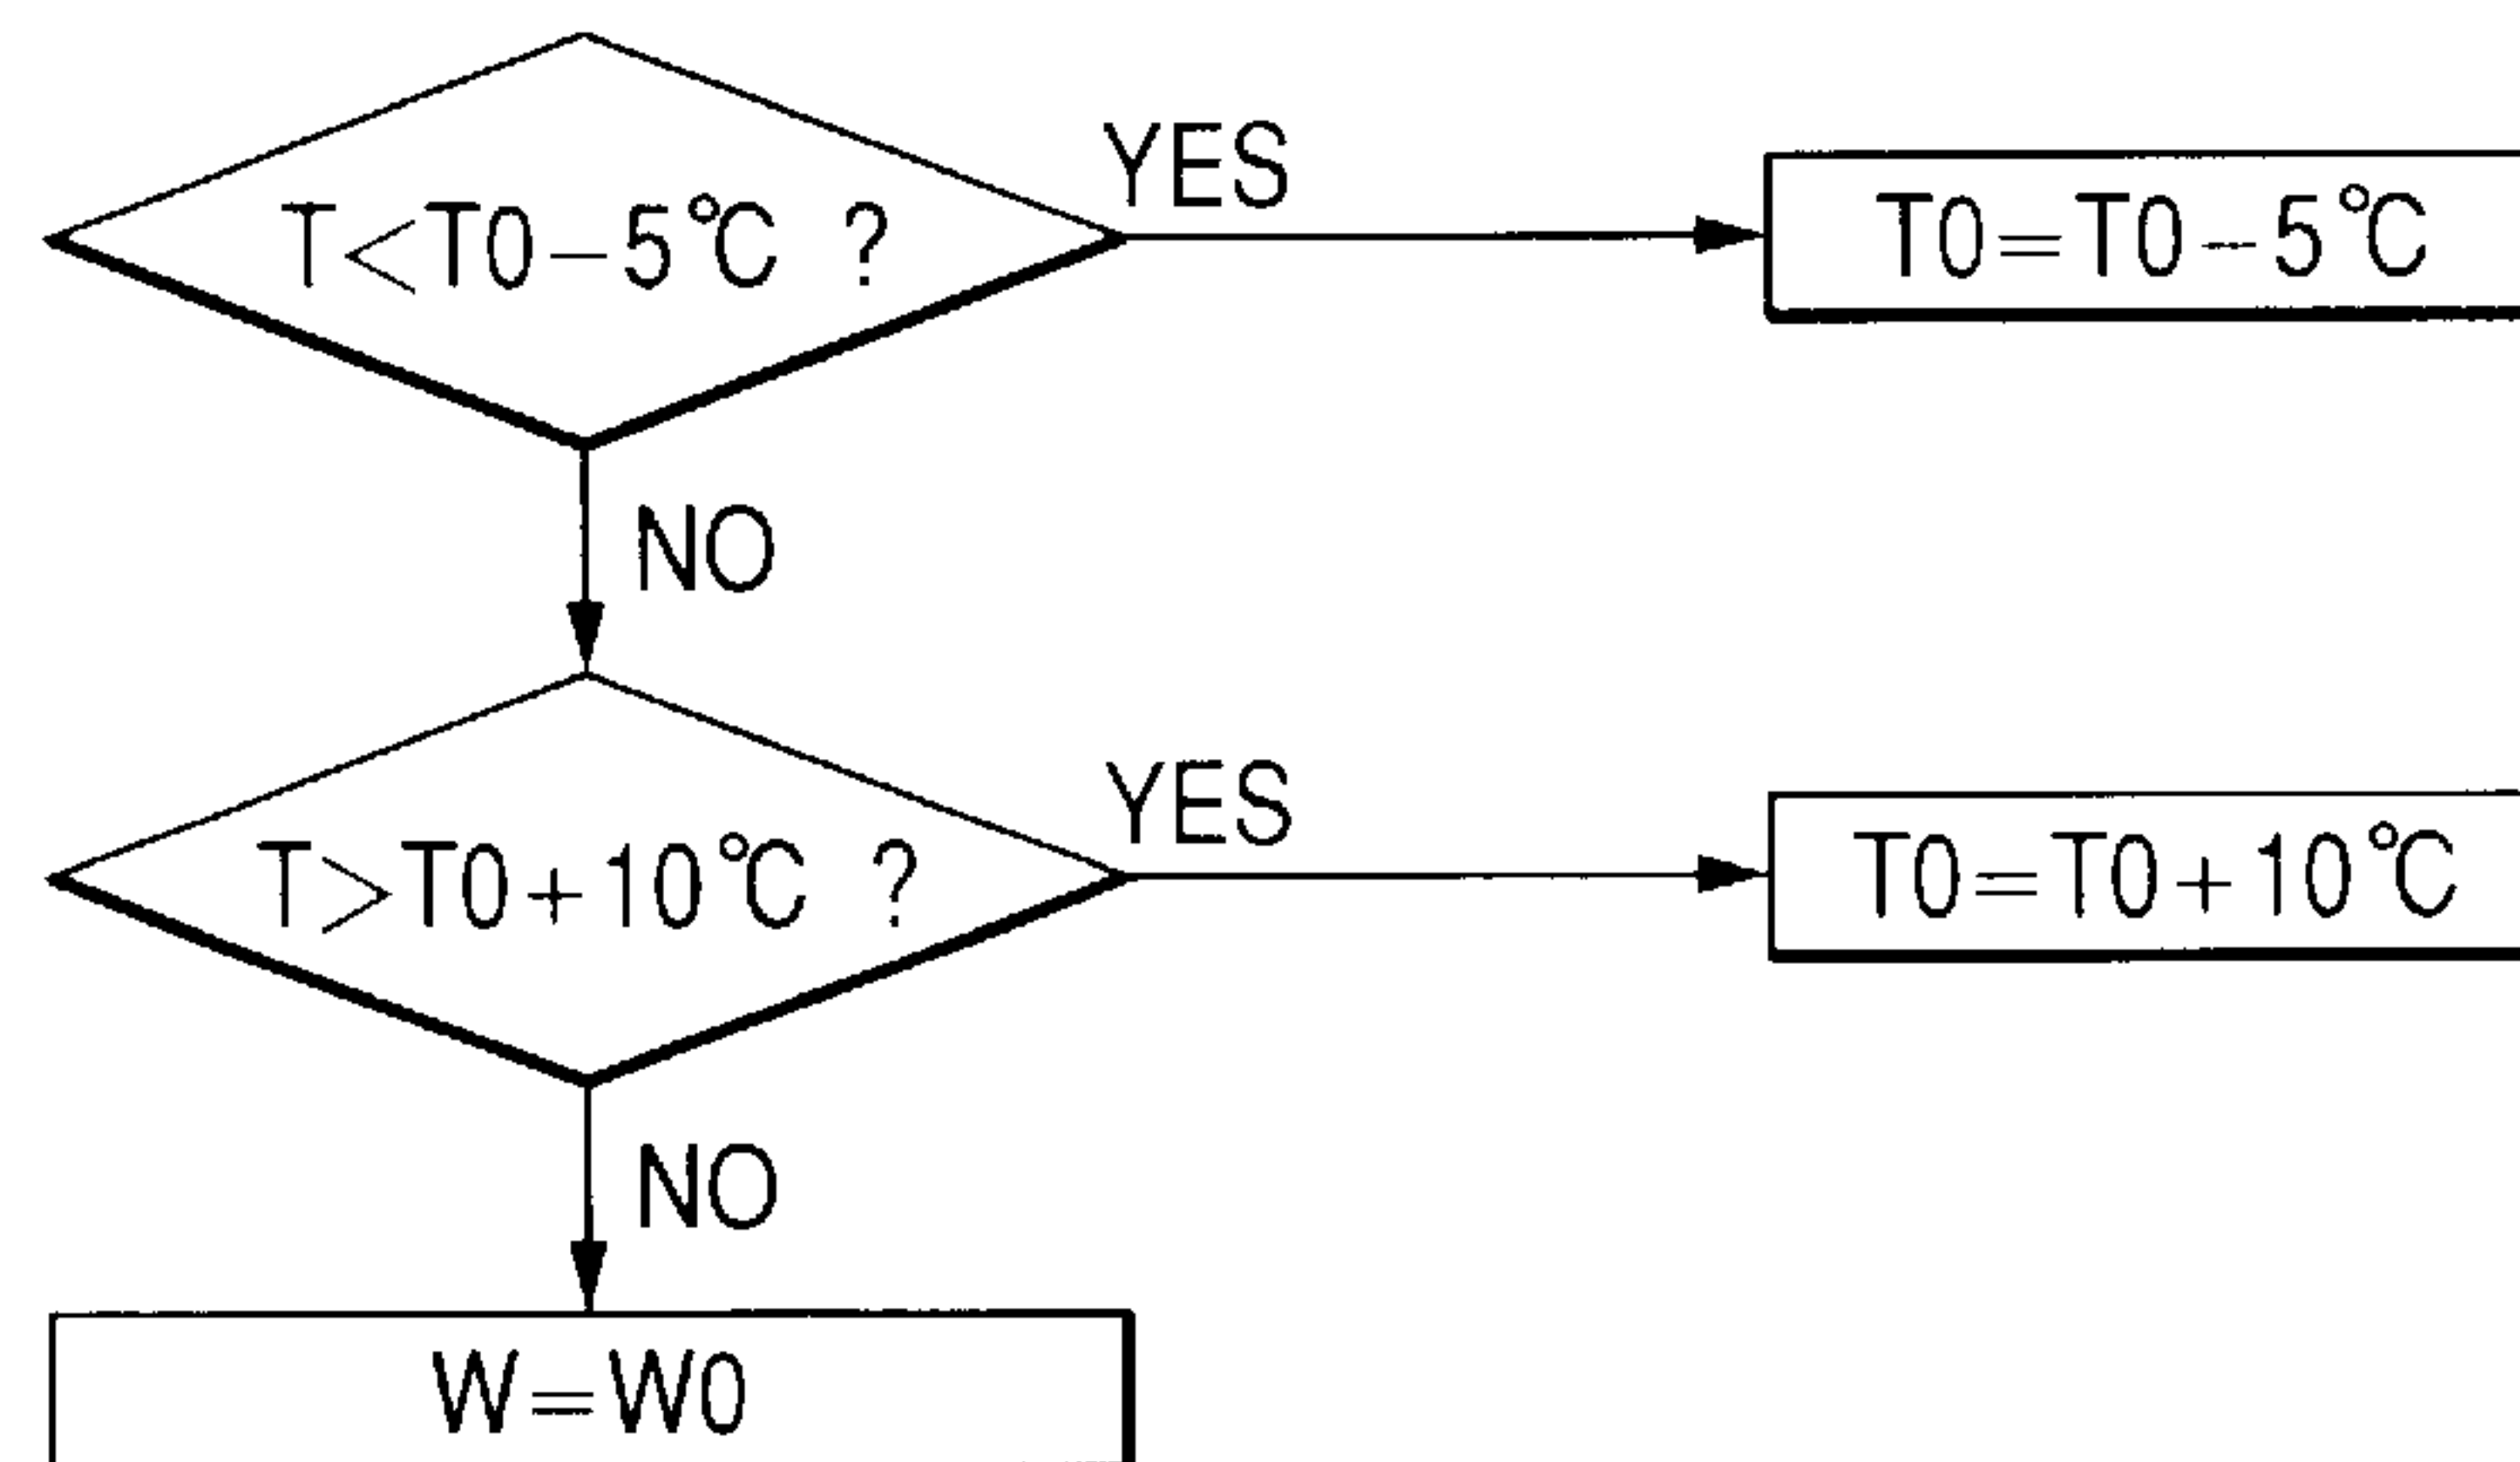 YES
T<T0−5℃ ?
T0=T0−5℃
NO
YES
T>T0+10℃ ?
T0=T0+10℃
NO
W=W0